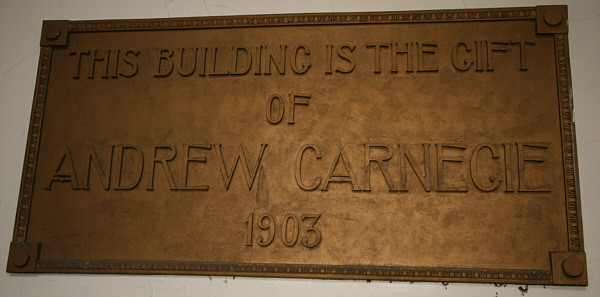 THIS BUILDING IS THE GIFT
OF
ANDREW CARNEGIE
1903